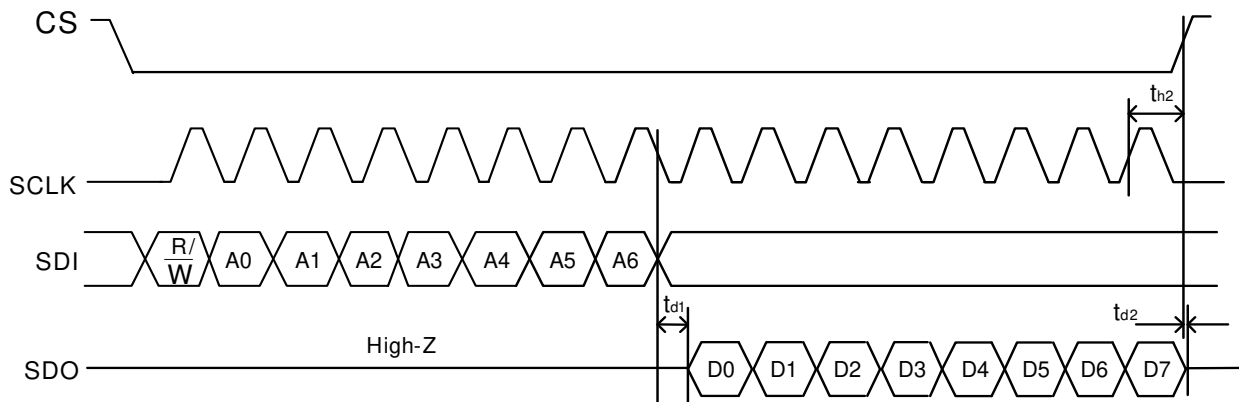 CS
th2
SCLK
SDI R/W A0 A1 A2 A3 A4 A5 A6
td1
td2
High-Z
SDO D0 D1 D2 D3 D4 D5 D6 D7